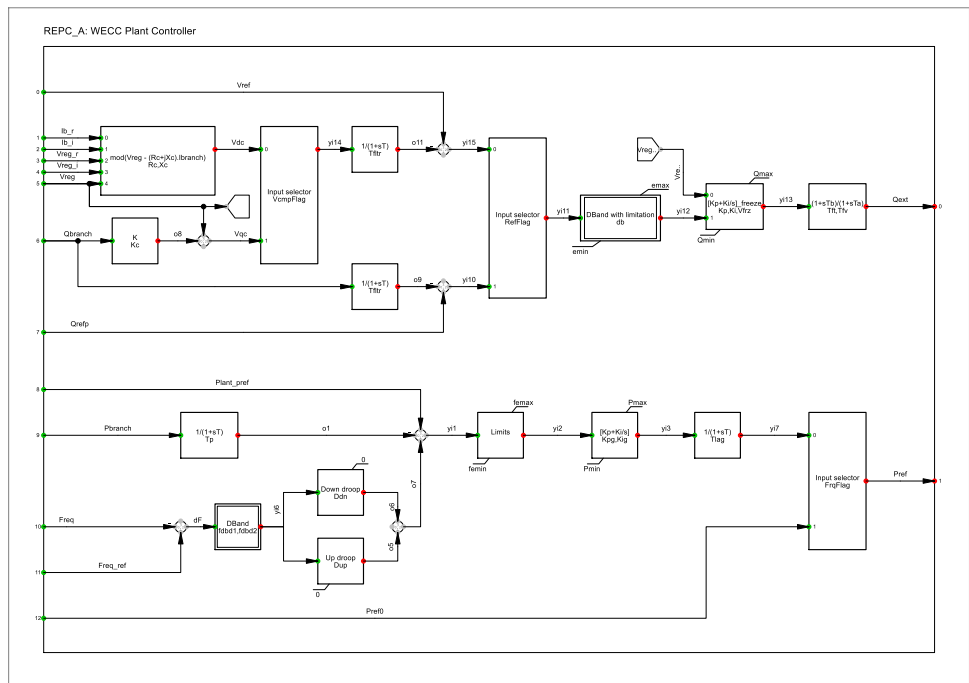 REPC_A: WECC Plant Controller
0
Vref
1
Ib_r
2
Ib_i
3
Vreg_r
4
Vreg_i
5
Vreg
0
1
2
3
4
mod(Vreg - (Rc+jXc).Ibranch)
Rc,Xc
Vdc
0
Input selector
VcmpFlag
1
yi14
1/(1+sT)
Tfltr
o11
-
yi15
6
Qbranch
K
Kc
o8
Vqc
1/(1+sT)
Tfltr
o9
-
yi10
7
Qrefp
0
Input selector
RefFlag
1
yi11
emax
DBand with limitation
db
emin
yi12
Vreg..
Vre..
Qmax
0
[Kp+Ki/s]_freeze
Kp,Ki,Vfrz
1
Qmin
yi13
(1+sTb)/(1+sTa)
Tft,Tfv
Qext
0
8
Plant_pref
9
Pbranch
1/(1+sT)
Tp
o1
-
yi1
femax
Limits
femin
yi2
Pmax
[Kp+Ki/s]
Kpg,Kig
Pmin
yi3
1/(1+sT)
Tlag
yi7
0
Input selector
FrqFlag
1
Pref
1
10
Freq
-
dF
DBand
fdbd1,fdbd2
yi6
0
Down droop
Ddn
o6
-
o7
o5
Up droop
Dup
0
11
Freq_ref
12
Pref0